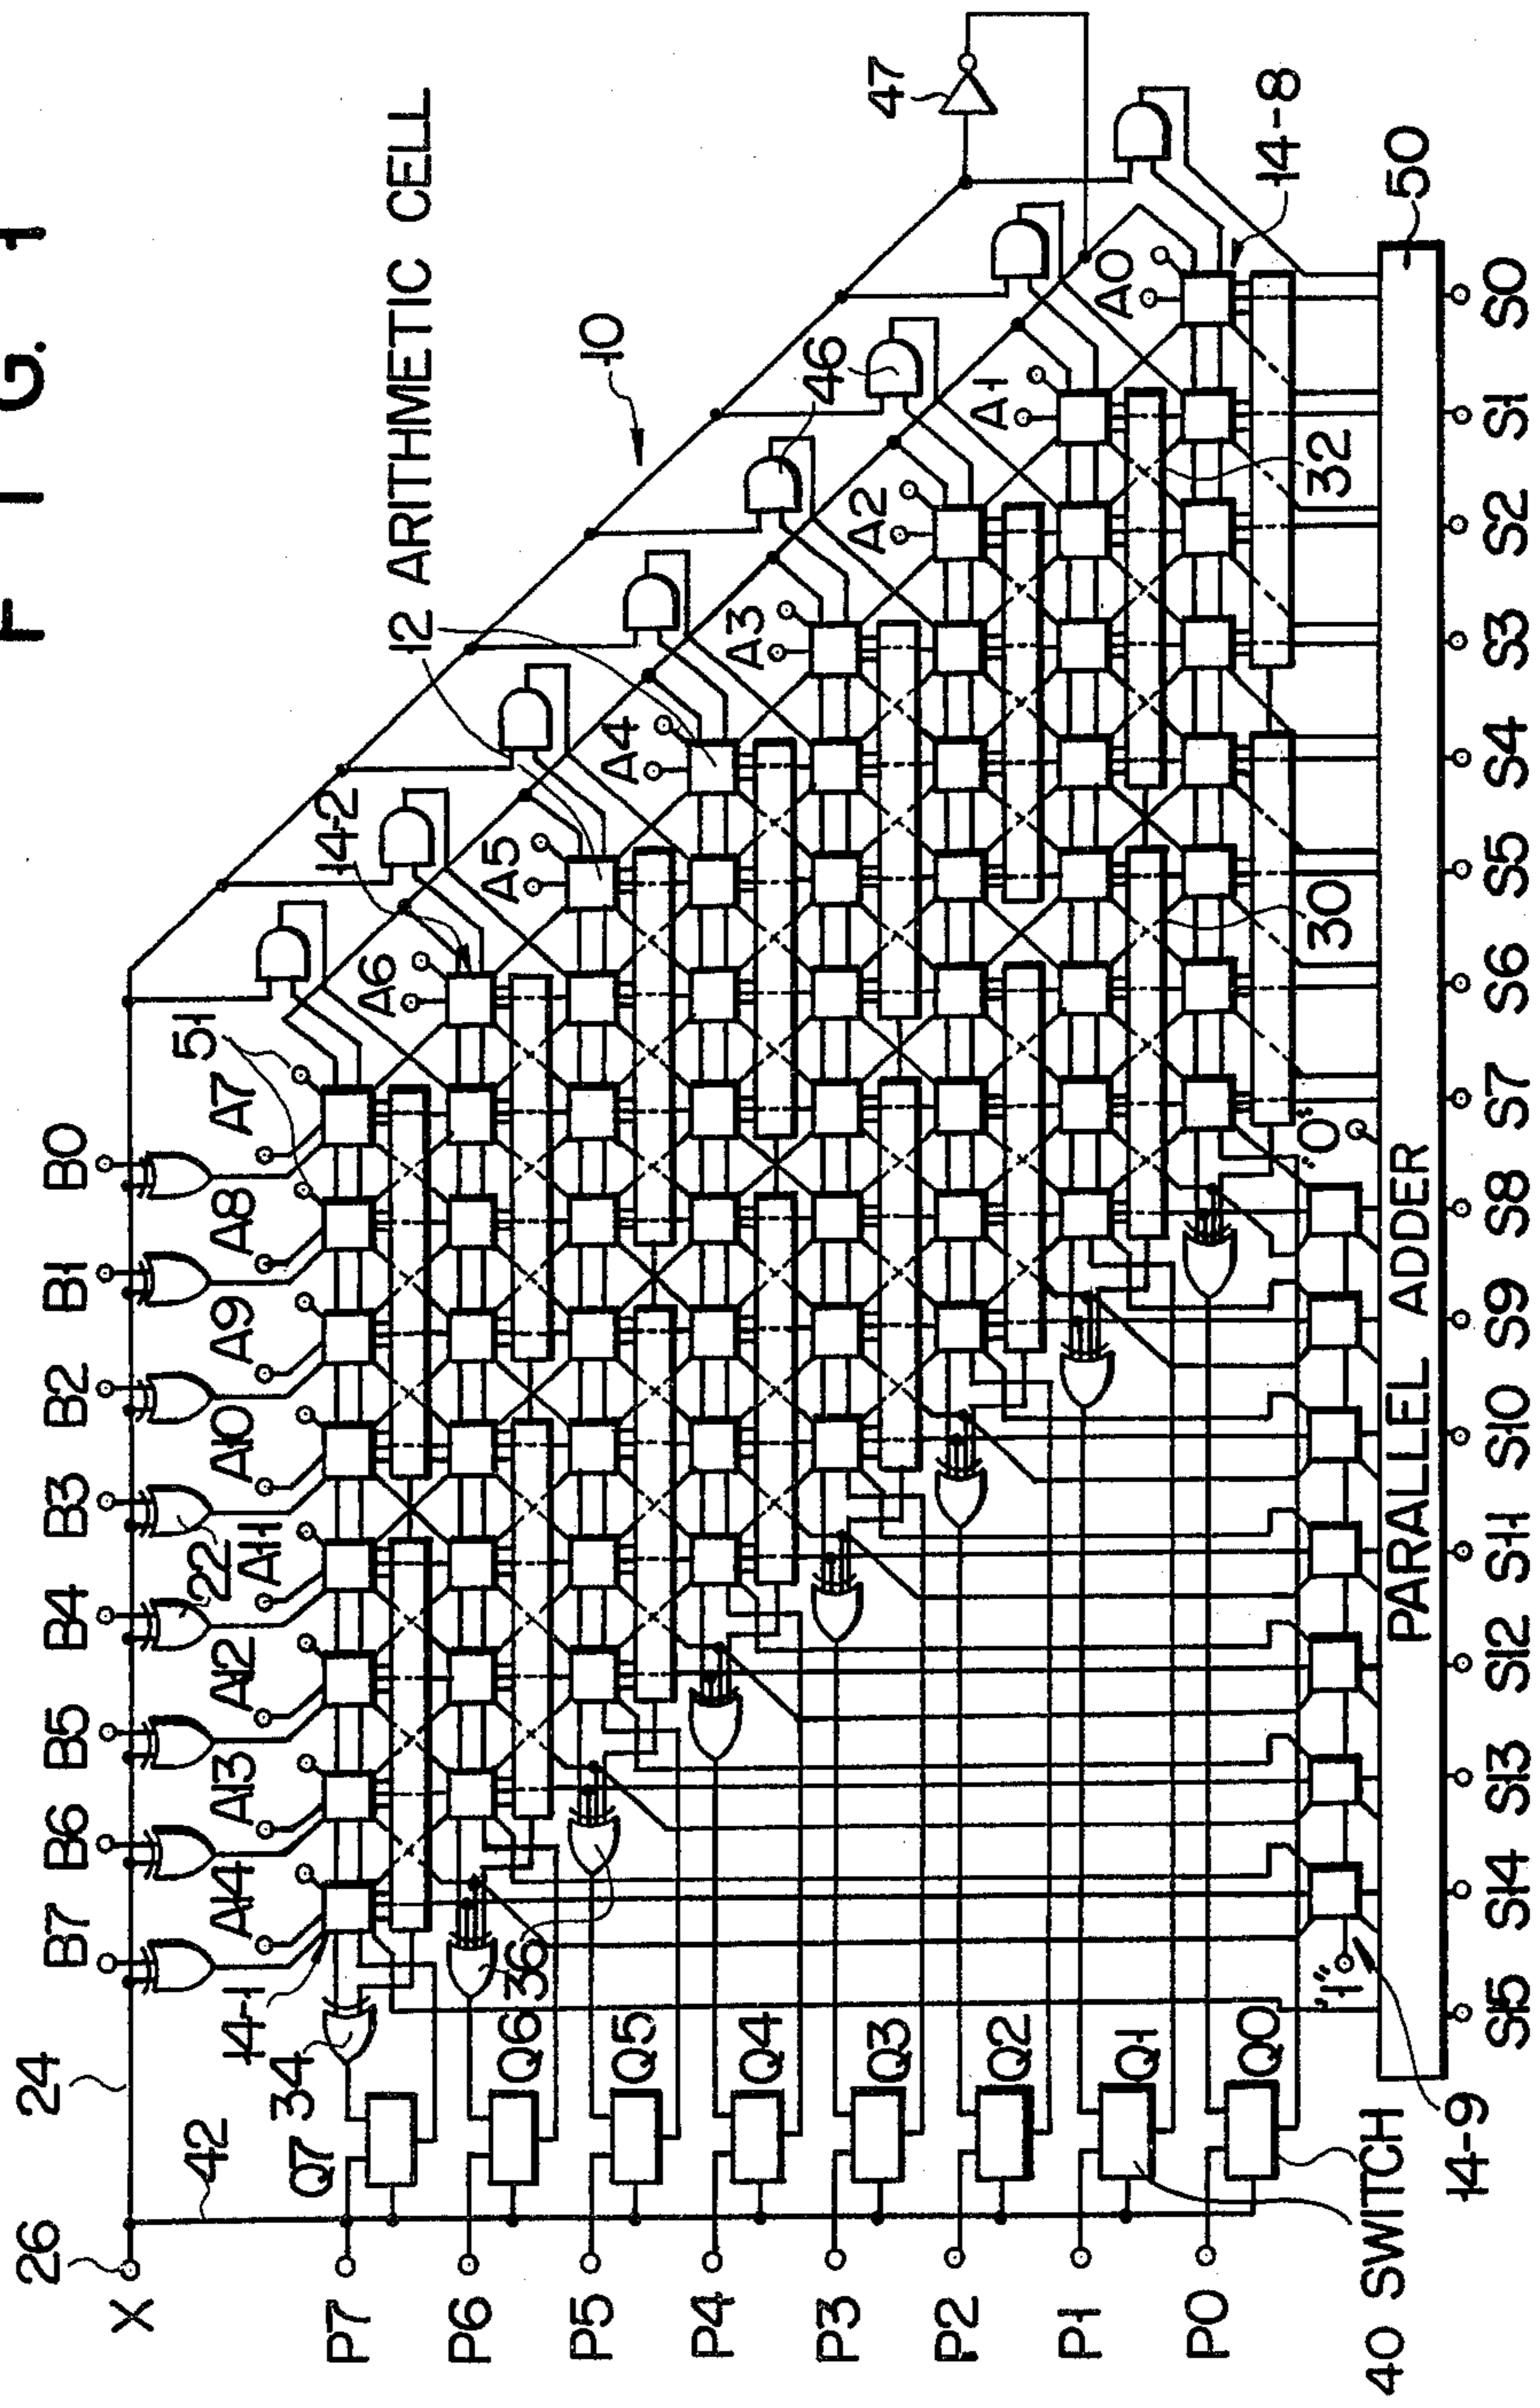 FIG. 1
B7 B6 B5 B4 B3 B2 B1 B0
24
26
X
42
22
51
A14 A13 A12 A11 A10 A9 A8 A7
14-1
34
14-2
A6
A5
A4
A3
A2
A1
A0
12 ARITHMETIC CELL
10
46
47
14-8
36
30
32
P7
P6
P5
P4
P3
P2
P1
P0
Q7
Q6
Q5
Q4
Q3
Q2
Q1
Q0
40 SWITCH
14-9
"1"
"0"
PARALLEL ADDER
50
S15 S14 S13 S12 S11 S10 S9 S8 S7 S6 S5 S4 S3 S2 S1 S0